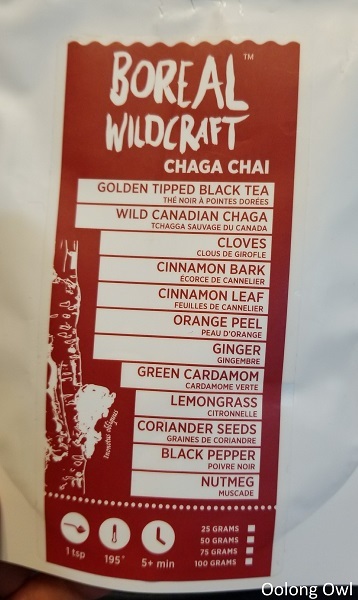 BOREAL™
WILDCRAFT
CHAGA CHAI
GOLDEN TIPPED BLACK TEA
THÉ NOIR À POINTES DORÉES
WILD CANADIAN CHAGA
TCHAGGA SAUVAGE DU CANADA
CLOVES
CLOUS DE GIROFLE
CINNAMON BARK
ÉCORCE DE CANNELIER
CINNAMON LEAF
FEUILLES DE CANNELIER
ORANGE PEEL
PEAU D'ORANGE
GINGER
GINGEMBRE
GREEN CARDAMOM
CARDAMOME VERTE
LEMONGRASS
CITRONNELLE
CORIANDER SEEDS
GRAINES DE CORIANDRE
BLACK PEPPER
POIVRE NOIR
NUTMEG
MUSCADE
inonotus obliquus
1 tsp
195°
5+ min
25 GRAMS
50 GRAMS
75 GRAMS
100 GRAMS
Oolong Owl